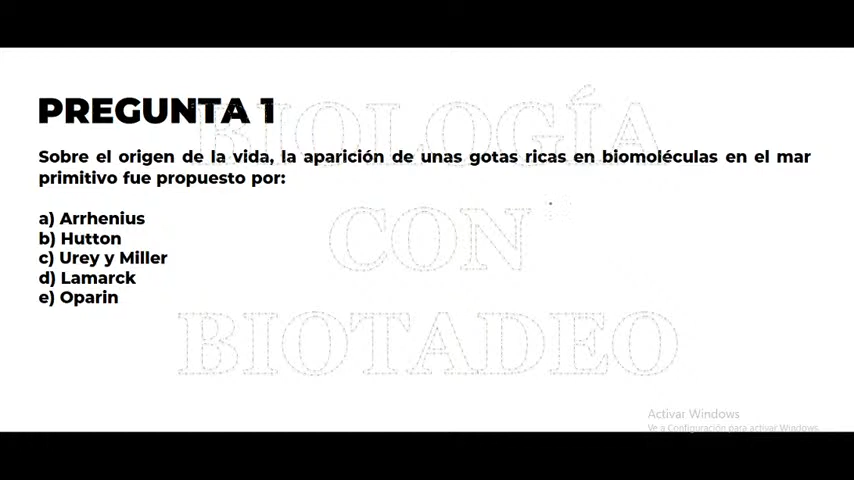 PREGUNTA 1
Sobre el origen de la vida, la aparición de unas gotas ricas en biomoléculas en el mar
primitivo fue propuesto por:
a) Arrhenius
b) Hutton
c) Urey y Miller
d) Lamarck
e) Oparin
BIOLOGÍA
CON
BIOTADEO
Activar Windows
Ve a Configuración para activar Windows.